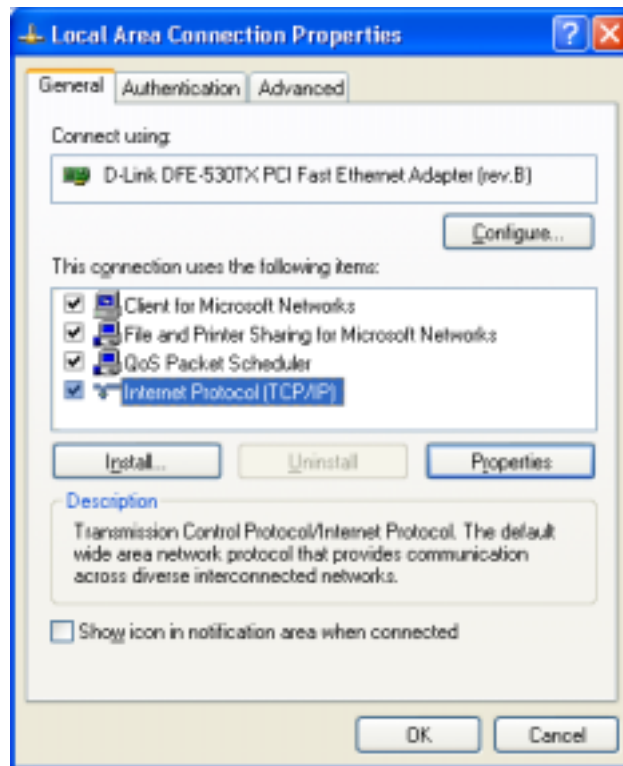 Local Area Connection Properties
General Authentication Advanced
Connect using:
D-Link DFE-530TX PCI Fast Ethernet Adapter (rev.B)
Configure...
This connection uses the following items:
Client for Microsoft Networks
File and Printer Sharing for Microsoft Networks
QoS Packet Scheduler
Internet Protocol (TCP/IP)
Install... Uninstall Properties
Description
Transmission Control Protocol/Internet Protocol. The default
wide area network protocol that provides communication
across diverse interconnected networks.
Show icon in notification area when connected
OK Cancel